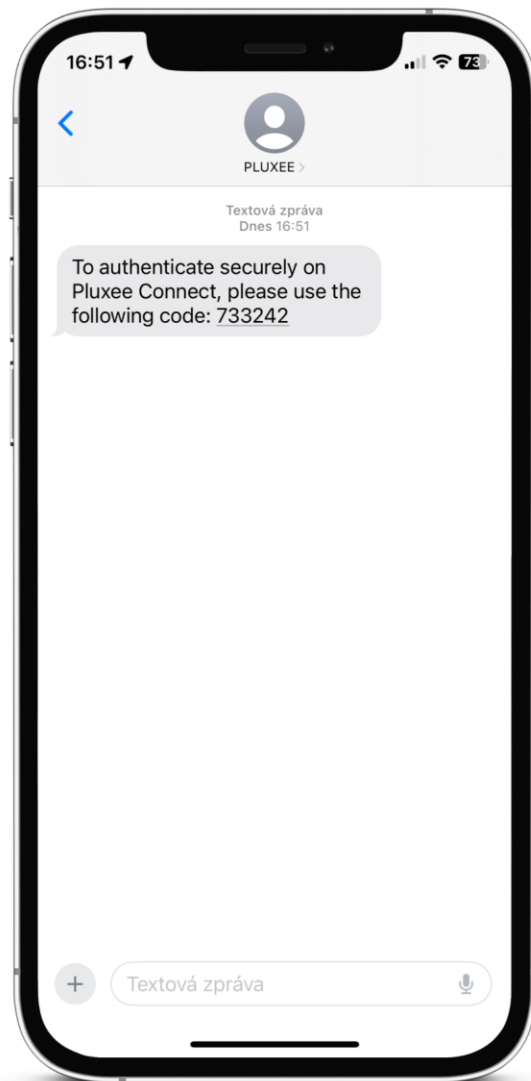 16:51
73
PLUXEE
Textová zpráva
Dnes 16:51
To authenticate securely on
Pluxee Connect, please use the
following code: 733242
Textová zpráva